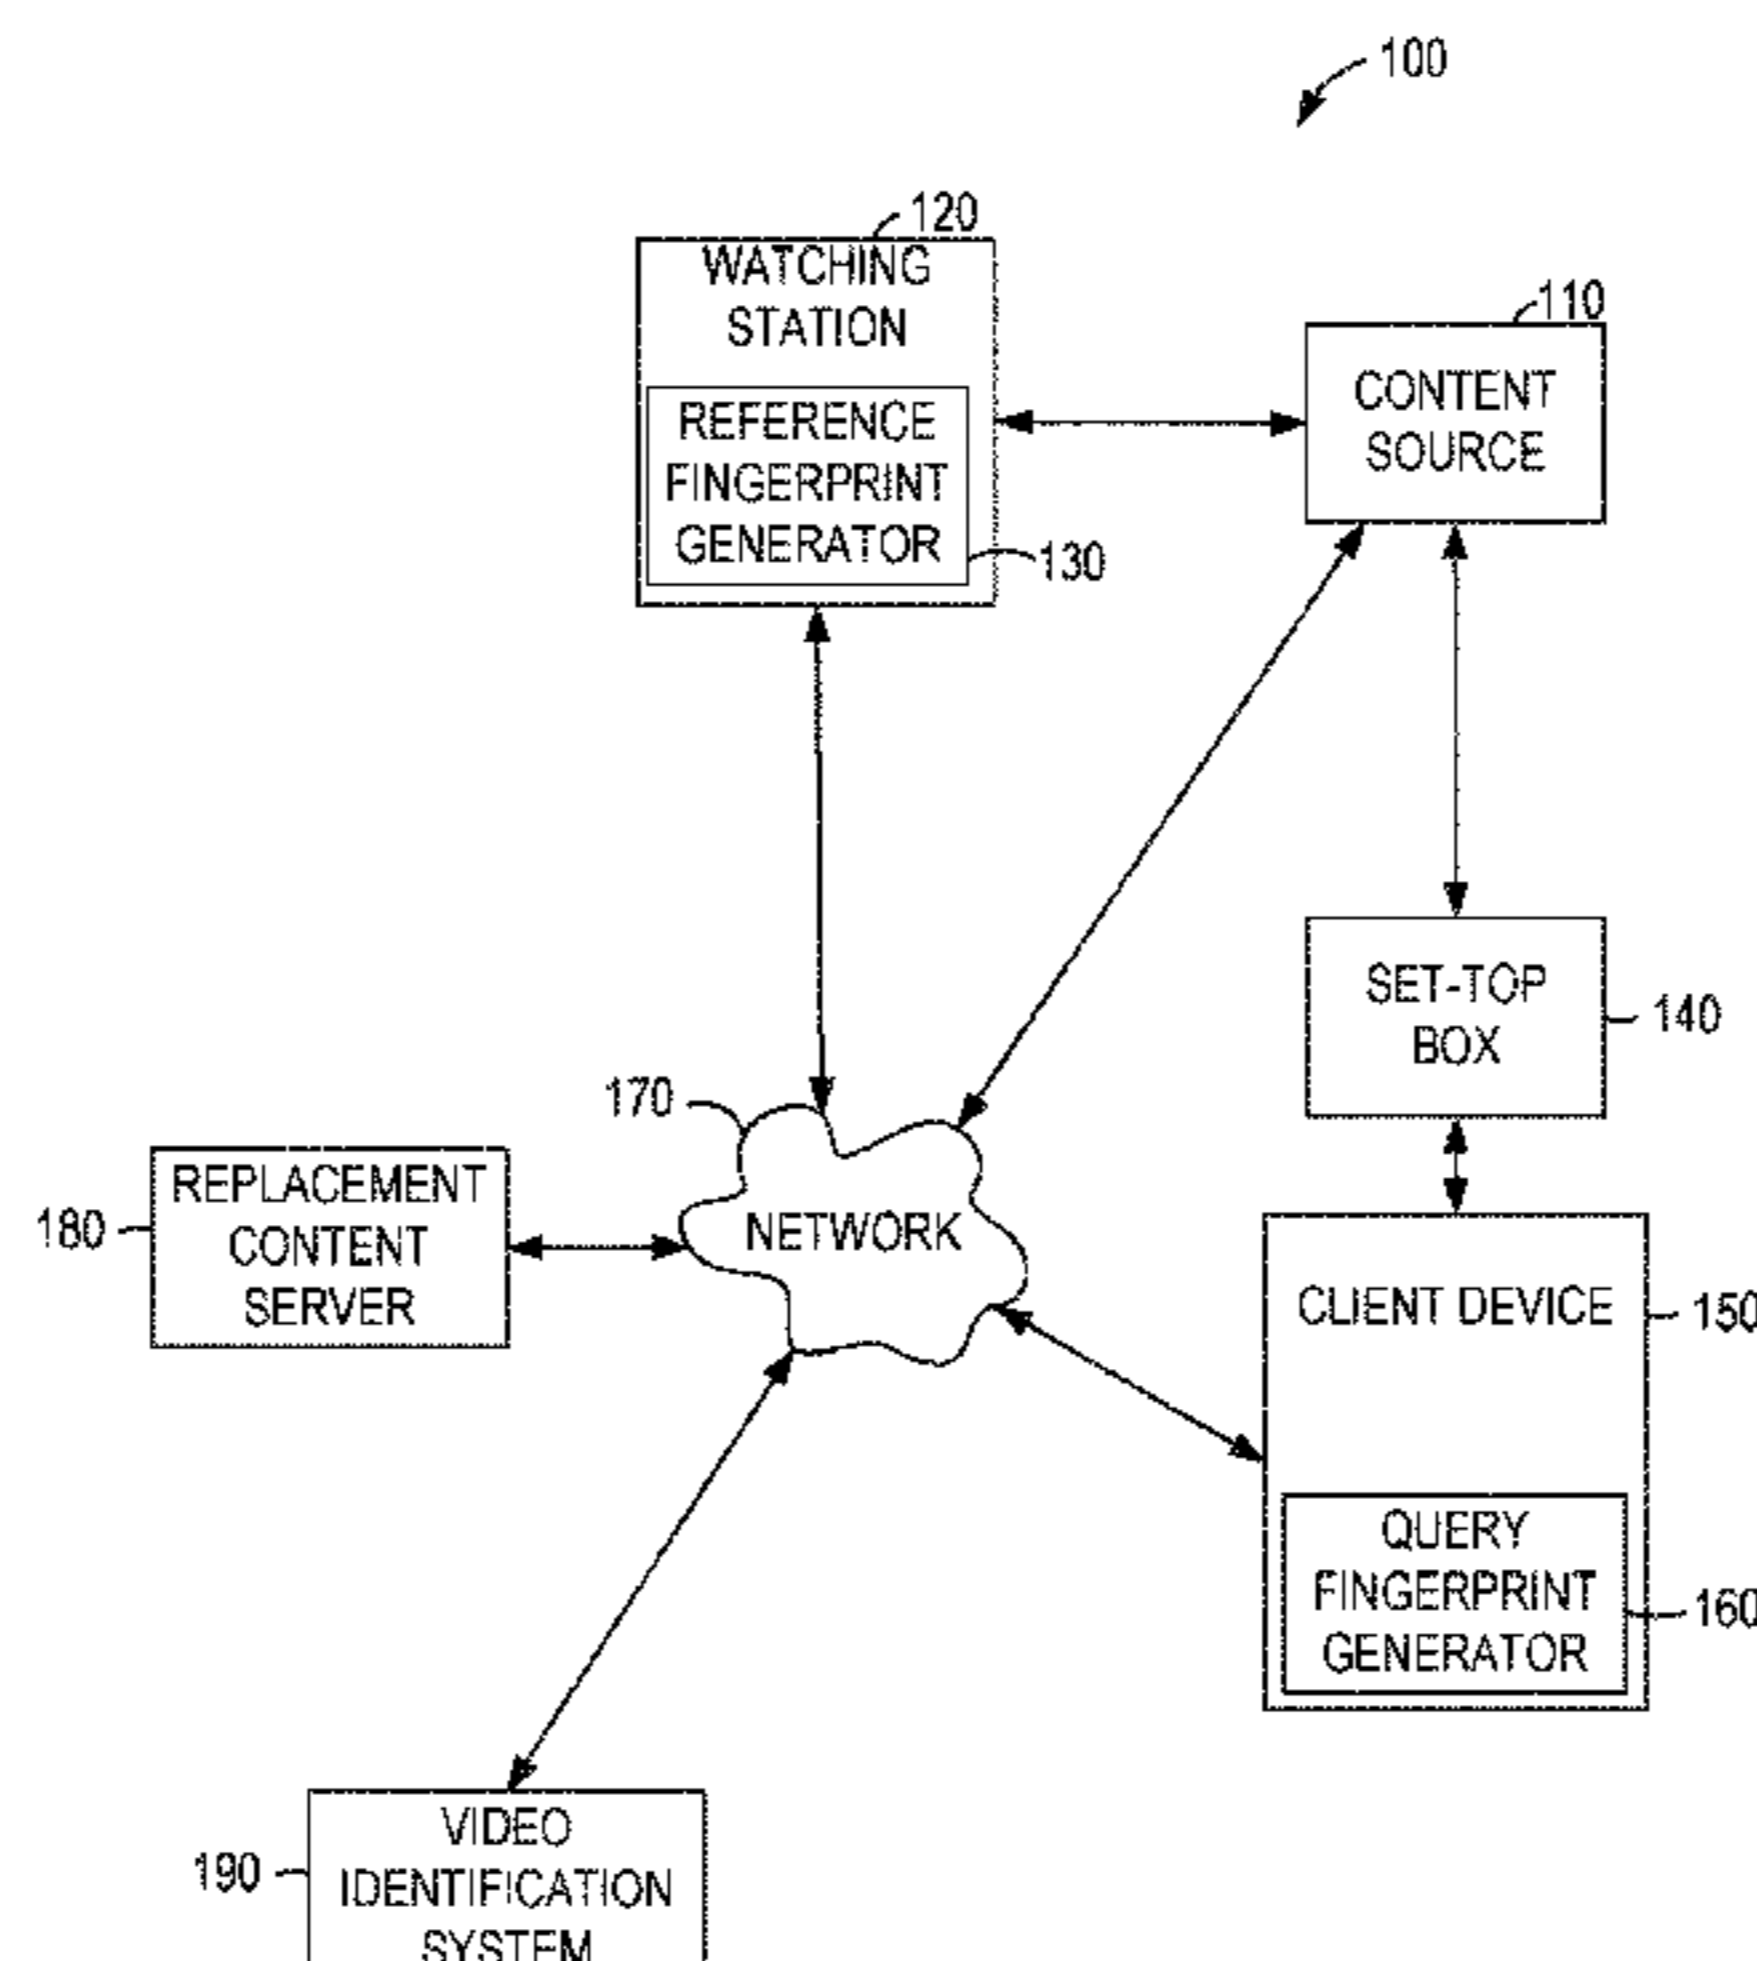 100
120
WATCHING
STATION
110
CONTENT
SOURCE
REFERENCE
FINGERPRINT
GENERATOR
130
SET-TOP
BOX
140
170
REPLACEMENT
CONTENT
SERVER
180
NETWORK
CLIENT DEVICE
150
QUERY
FINGERPRINT
GENERATOR
160
VIDEO
IDENTIFICATION
SYSTEM
190